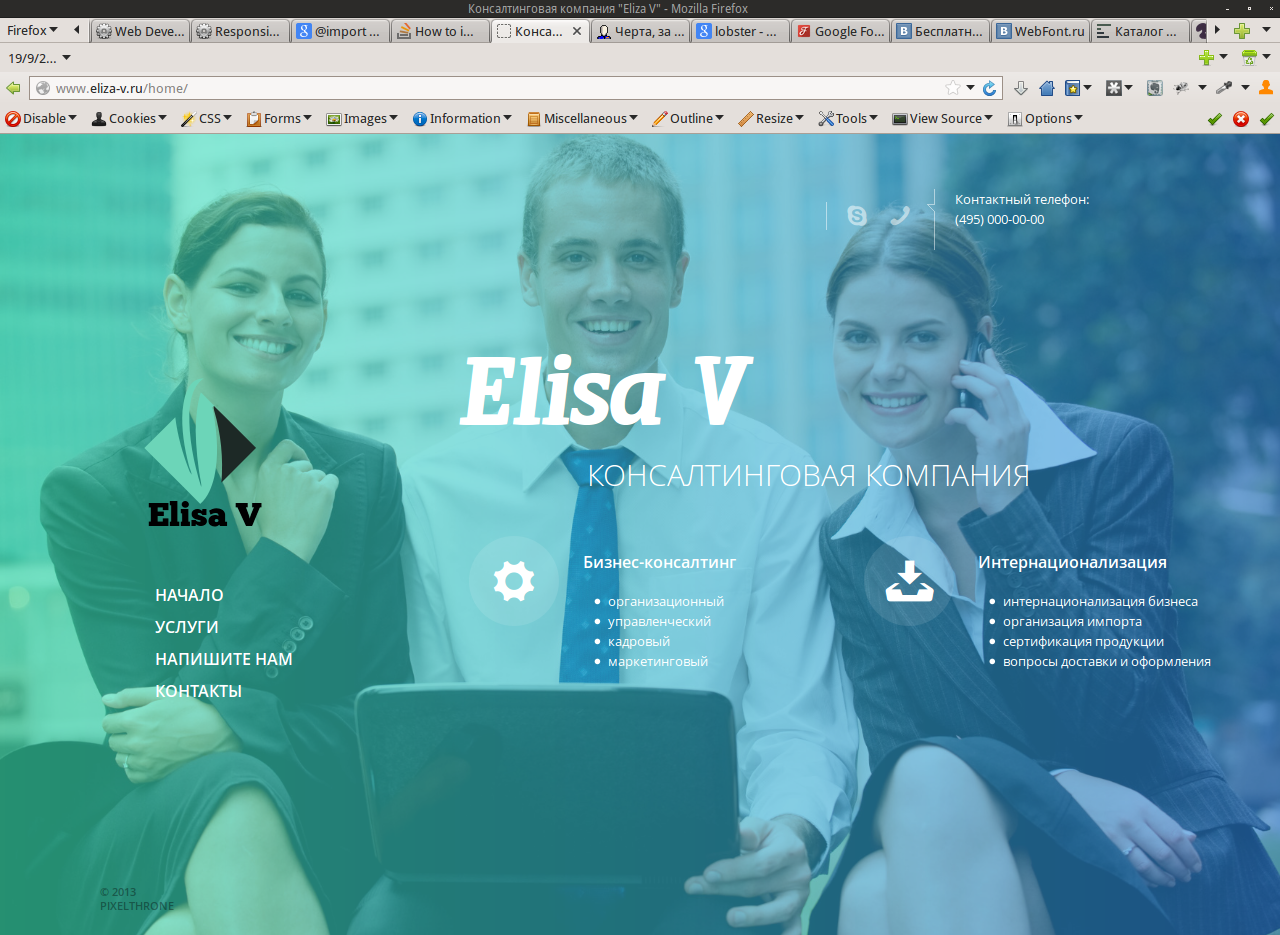 Консалтинговая компания "Eliza V" - Mozilla Firefox
Firefox
Web Deve...
Responsi...
@import ...
How to i...
Конса...
Черта, за ...
lobster - ...
Google Fo...
Бесплатн...
WebFont.ru
Каталог ...
19/9/2...
www.eliza-v.ru/home/
Disable Cookies CSS Forms Images Information Miscellaneous Outline Resize Tools View Source Options
Контактный телефон:
(495) 000-00-00
Elisa V
КОНСАЛТИНГОВАЯ КОМПАНИЯ
Elisa V
НАЧАЛО
УСЛУГИ
НАПИШИТЕ НАМ
КОНТАКТЫ
Бизнес-консалтинг
организационный
управленческий
кадровый
маркетинговый
Интернационализация
интернационализация бизнеса
организация импорта
сертификация продукции
вопросы доставки и оформления
© 2013
PIXELTHRONE